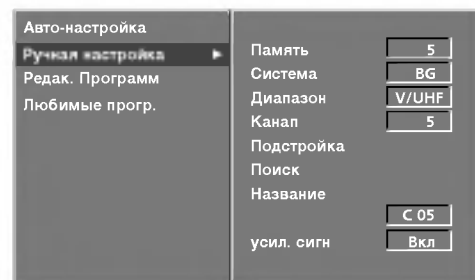 Авто-настройка
Ручная настройка ►
Редак. Программ
Любимые прогр.
Память 5
Система BG
Диапазон V/UHF
Канап 5
Подстройка
Поиск
Название
C 05
усил. сигн Вкл